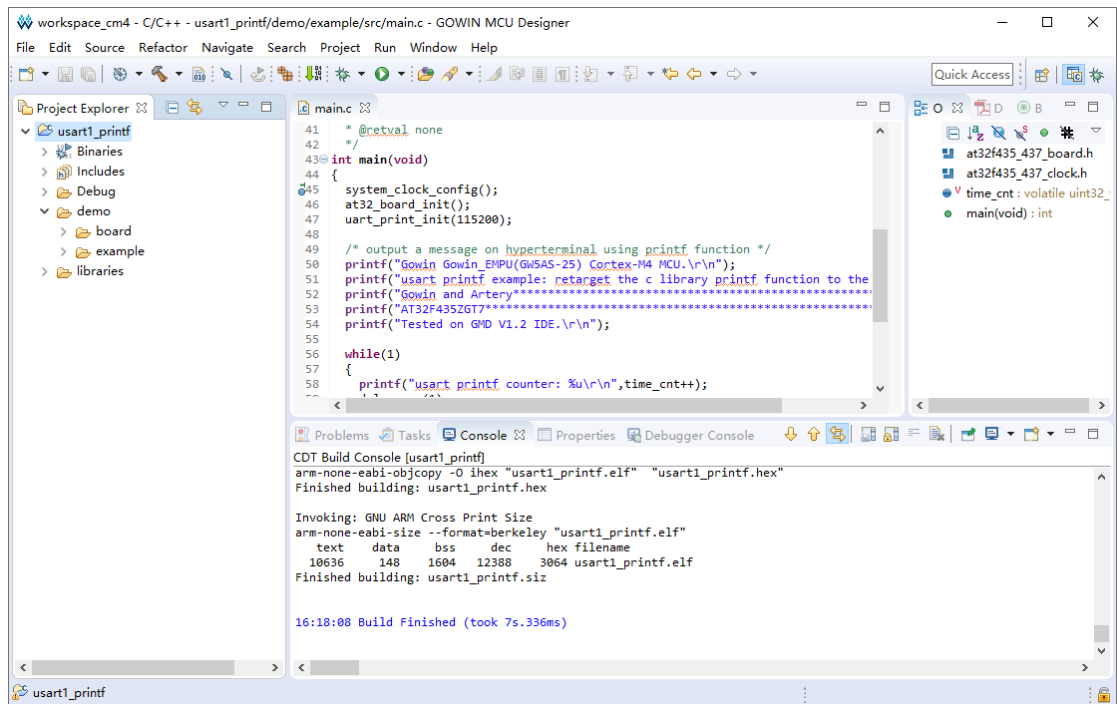 workspace_cm4 - C/C++ - usart1_printf/demo/example/src/main.c - GOWIN MCU Designer
File Edit Source Refactor Navigate Search Project Run Window Help
Quick Access
Project Explorer
usart1_printf
Binaries
Includes
Debug
demo
board
example
libraries
main.c
41 * @retval none
42 */
43 int main(void)
44 {
45 system_clock_config();
46 at32_board_init();
47 uart_print_init(115200);
48
49 /* output a message on hyperterminal using printf function */
50 printf("Gowin Gowin_EMPU(GW5AS-25) Cortex-M4 MCU.\r\n");
51 printf("usart printf example: retarget the c library printf function to the
52 printf("Gowin and Artery*****************************************************
53 printf("AT32F435ZGT7*********************************************************
54 printf("Tested on GMD V1.2 IDE.\r\n");
55
56 while(1)
57 {
58 printf("usart printf counter: %u\r\n",time_cnt++);
O D B
at32f435_437_board.h
at32f435_437_clock.h
time_cnt : volatile uint32_
main(void) : int
Problems Tasks Console Properties Debugger Console
CDT Build Console [usart1_printf]
arm-none-eabi-objcopy -O ihex "usart1_printf.elf" "usart1_printf.hex"
Finished building: usart1_printf.hex
Invoking: GNU ARM Cross Print Size
arm-none-eabi-size --format=berkeley "usart1_printf.elf"
text data bss dec hex filename
10636 148 1604 12388 3064 usart1_printf.elf
Finished building: usart1_printf.siz
16:18:08 Build Finished (took 7s.336ms)
usart1_printf